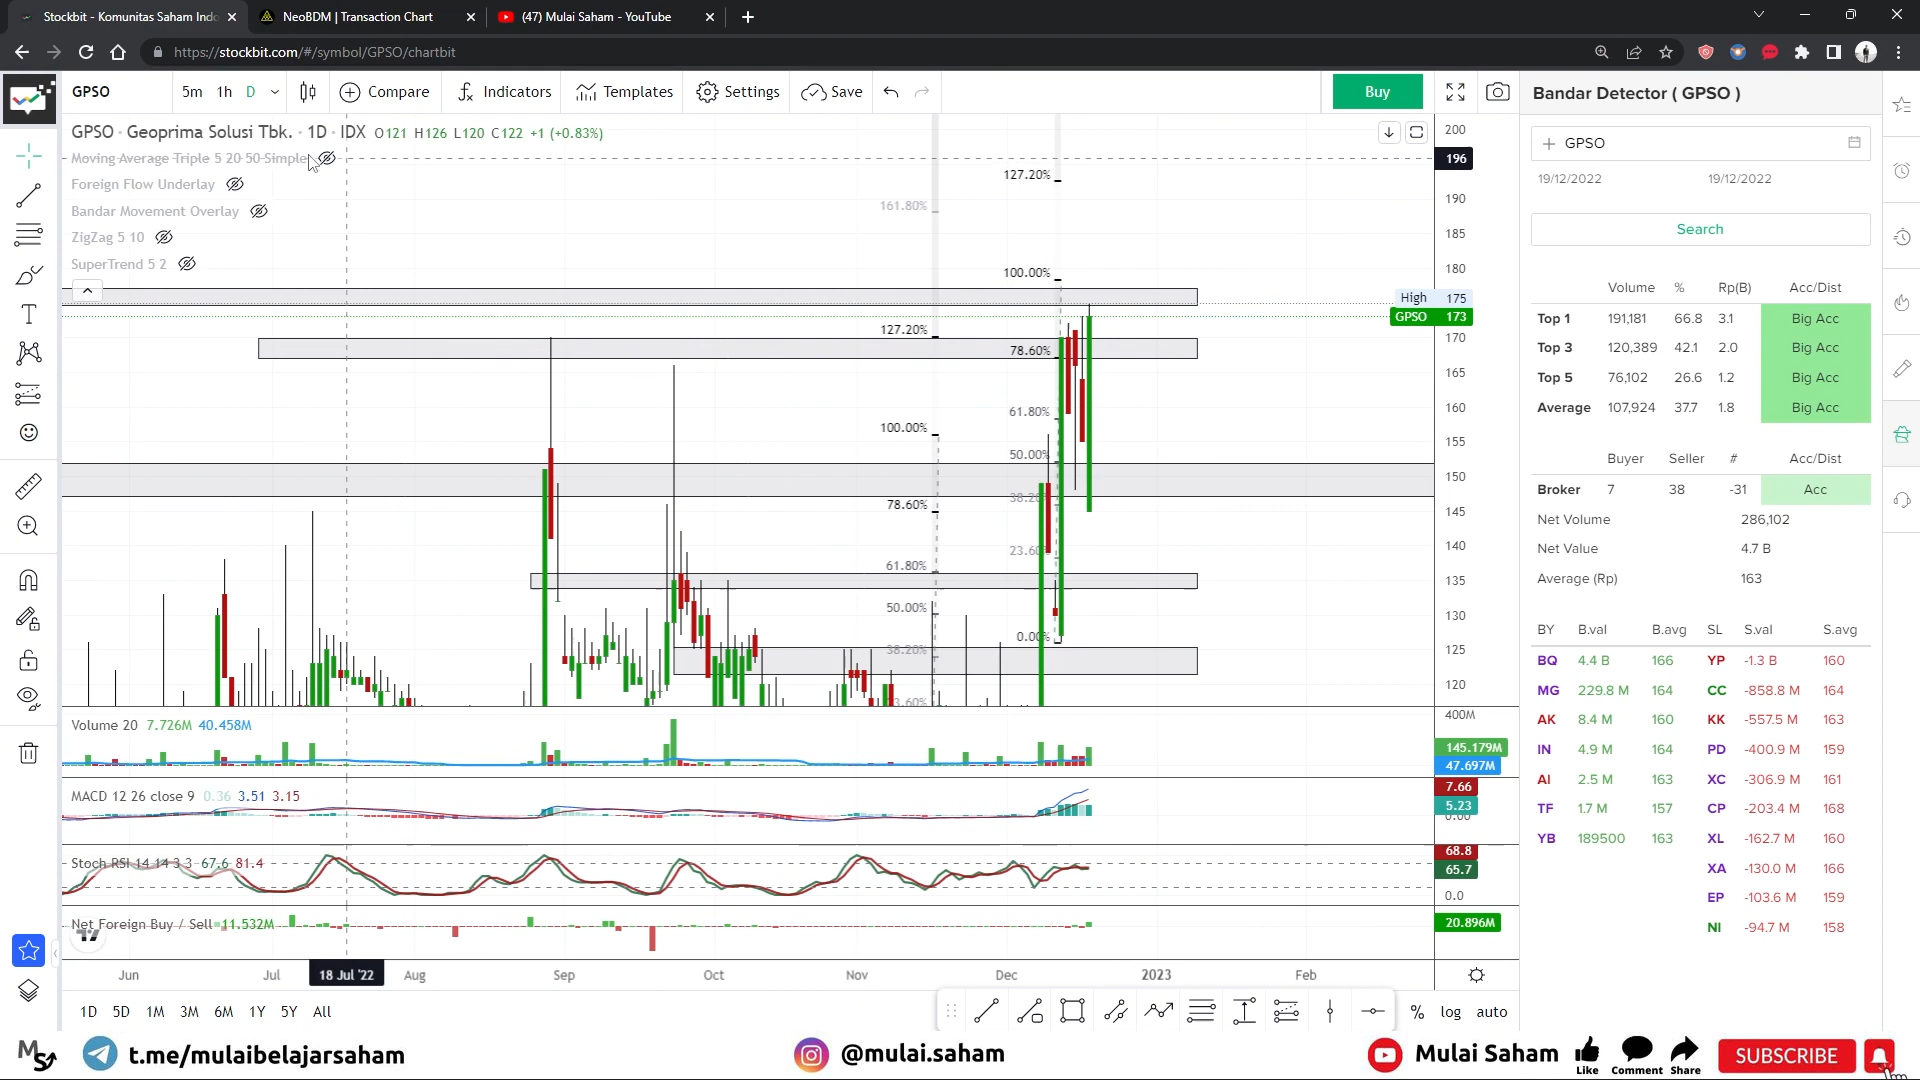 Stockbit - Komunitas Saham Indo
NeoBDM | Transaction Chart
(47) Mulai Saham - YouTube
https://stockbit.com/#/symbol/GPSO/chartbit
GPSO
5m 1h D
Compare
Indicators
Templates
Settings
Save
Buy
GPSO · Geoprima Solusi Tbk. · 1D · IDX O121 H126 L120 C122 +1 (+0.83%)
Moving Average Triple 5 20 50 Simple
Foreign Flow Underlay
Bandar Movement Overlay
ZigZag 5 10
SuperTrend 5 2
127.20%
161.80%
100.00%
127.20%
78.60%
61.80%
100.00%
50.00%
38.20
78.60%
23.60
61.80%
50.00%
0.00%
38.20%
3.60%
200
196
190
185
180
High 175
GPSO 173
170
165
160
155
150
145
140
135
130
125
120
Volume 20 7.726M 40.458M
400M
145.179M
47.697M
MACD 12 26 close 9 0.36 3.51 3.15
7.66
5.23
0.00
Stoch RSI 14 14 3 3 67.6 81.4
68.8
65.7
0.0
Net Foreign Buy / Sell 11.532M
20.896M
Jun Jul 18 Jul '22 Aug Sep Oct Nov Dec 2023 Feb
1D 5D 1M 3M 6M 1Y 5Y All
% log auto
Bandar Detector ( GPSO )
GPSO
19/12/2022 19/12/2022
Search
Volume % Rp(B) Acc/Dist
Top 1 191,181 66.8 3.1 Big Acc
Top 3 120,389 42.1 2.0 Big Acc
Top 5 76,102 26.6 1.2 Big Acc
Average 107,924 37.7 1.8 Big Acc
Buyer Seller # Acc/Dist
Broker 7 38 -31 Acc
Net Volume 286,102
Net Value 4.7 B
Average (Rp) 163
BY B.val B.avg SL S.val S.avg
BQ 4.4 B 166 YP -1.3 B 160
MG 229.8 M 164 CC -858.8 M 164
AK 8.4 M 160 KK -557.5 M 163
IN 4.9 M 164 PD -400.9 M 159
AI 2.5 M 163 XC -306.9 M 161
TF 1.7 M 157 CP -203.4 M 168
YB 189500 163 XL -162.7 M 160
XA -130.0 M 166
EP -103.6 M 159
NI -94.7 M 158
t.me/mulaibelajarsaham
@mulai.saham
Mulai Saham
Like Comment Share
SUBSCRIBE